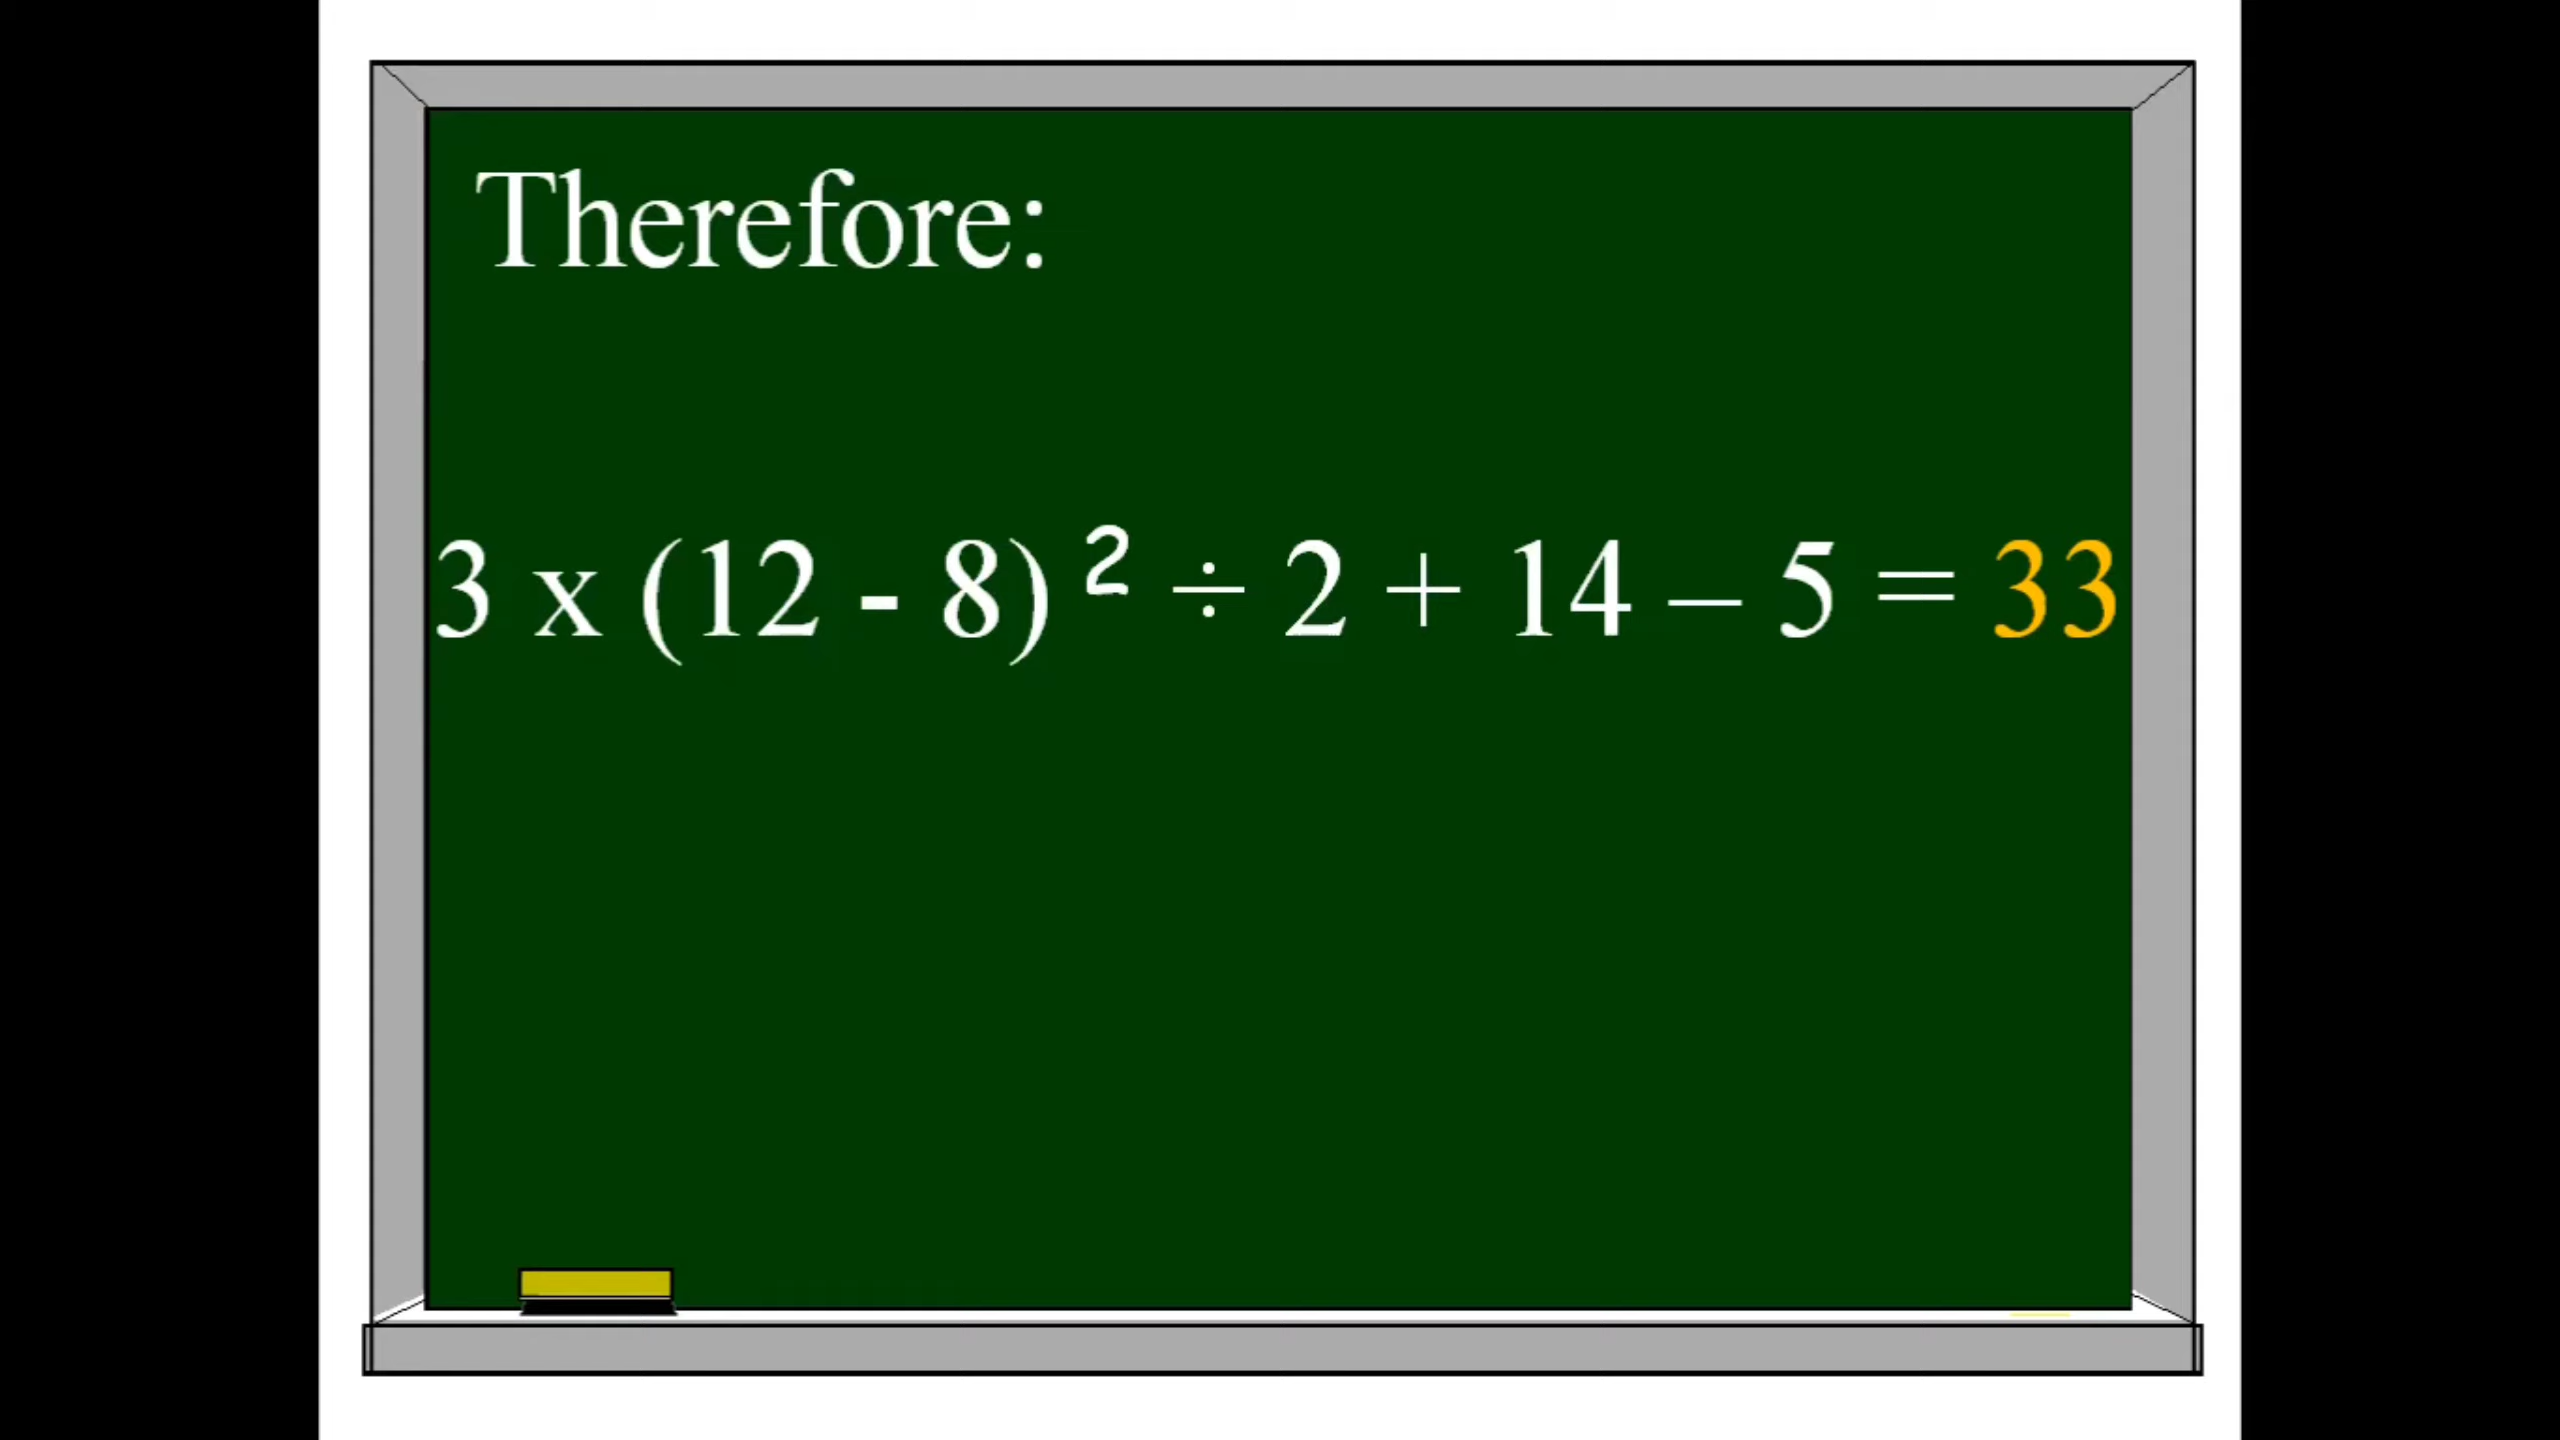 Therefore:
3 x (12 - 8) ² ÷ 2 + 14 – 5 = 33